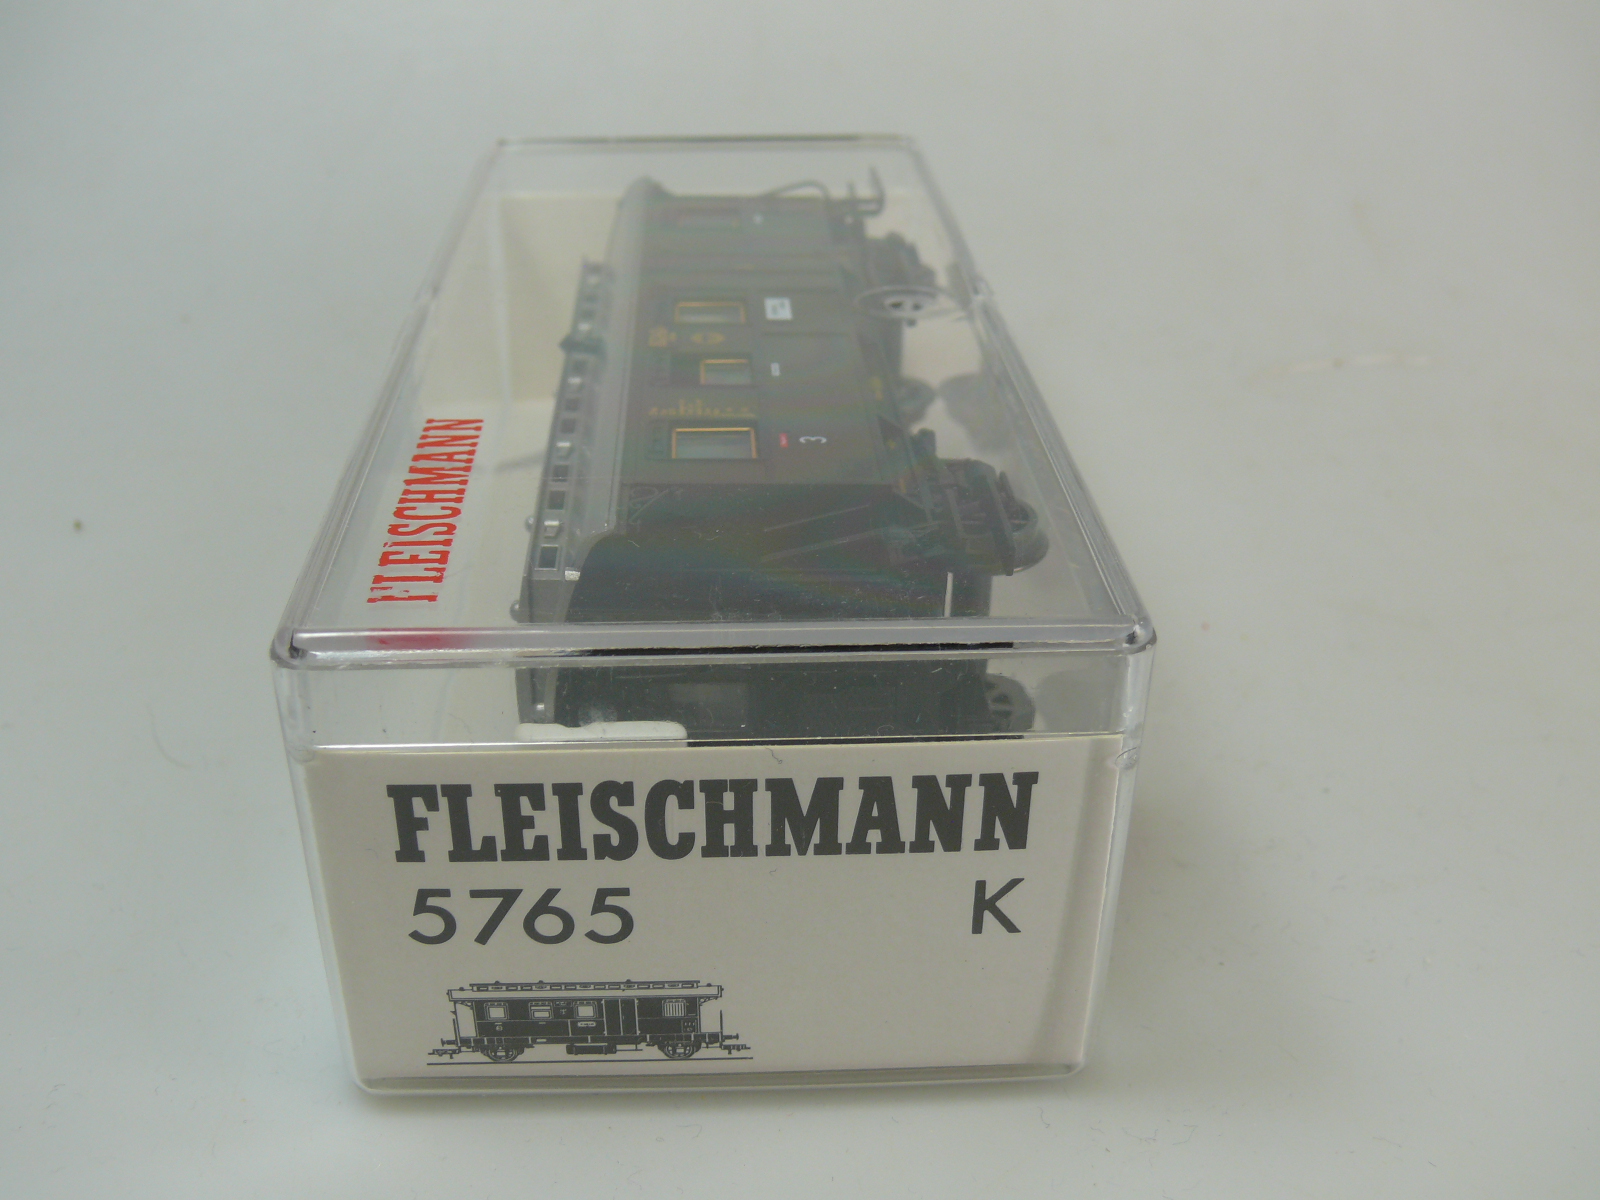 FLEISCHMANN
3
FLEISCHMANN
5765 K